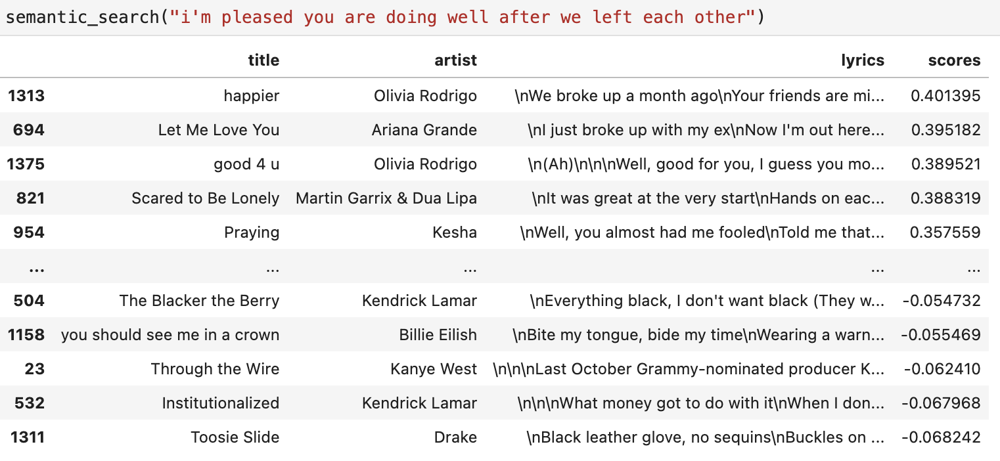 semantic_search("i'm pleased you are doing well after we left each other")
title artist lyrics scores
1313 happier Olivia Rodrigo \nWe broke up a month ago\nYour friends are mi... 0.401395
694 Let Me Love You Ariana Grande \nI just broke up with my ex\nNow I'm out here... 0.395182
1375 good 4 u Olivia Rodrigo \n(Ah)\n\n\nWell, good for you, I guess you mo... 0.389521
821 Scared to Be Lonely Martin Garrix & Dua Lipa \nIt was great at the very start\nHands on eac... 0.388319
954 Praying Kesha \nWell, you almost had me fooled\nTold me that... 0.357559
... ... ... ... ...
504 The Blacker the Berry Kendrick Lamar \nEverything black, I don't want black (They w... -0.054732
1158 you should see me in a crown Billie Eilish \nBite my tongue, bide my time\nWearing a warn... -0.055469
23 Through the Wire Kanye West \n\n\nLast October Grammy-nominated producer K... -0.062410
532 Institutionalized Kendrick Lamar \n\n\nWhat money got to do with it\nWhen I don... -0.067968
1311 Toosie Slide Drake \nBlack leather glove, no sequins\nBuckles on ... -0.068242